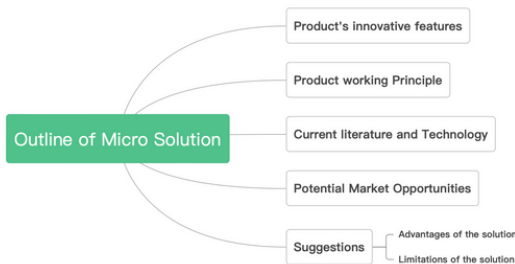 Product's innovative features
Product working Principle
Outline of Micro Solution
Current literature and Technology
Potential Market Opportunities
Suggestions
Advantages of the solution
Limitations of the solution